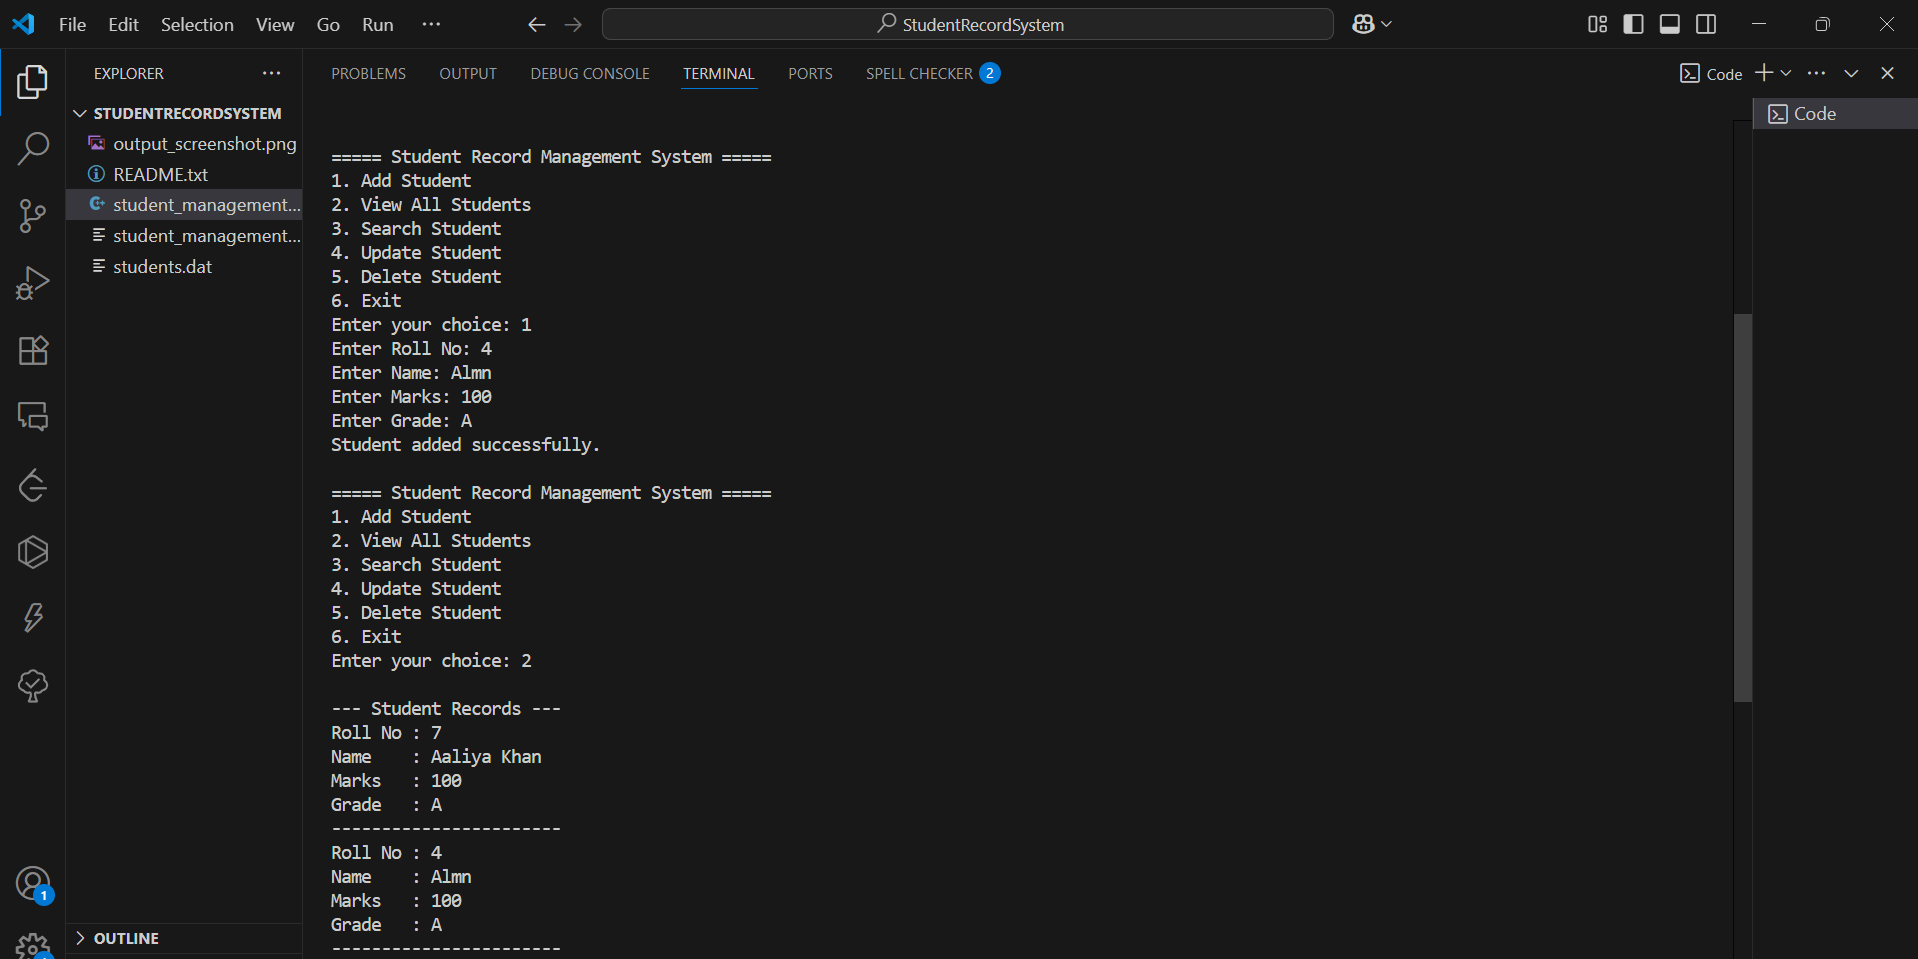 File Edit Selection View Go Run ...
StudentRecordSystem
EXPLORER ...
STUDENTRECORDSYSTEM
output_screenshot.png
README.txt
student_management...
student_management...
students.dat
OUTLINE
1
PROBLEMS OUTPUT DEBUG CONSOLE TERMINAL PORTS SPELL CHECKER 2
Code
Code
===== Student Record Management System =====
1. Add Student
2. View All Students
3. Search Student
4. Update Student
5. Delete Student
6. Exit
Enter your choice: 1
Enter Roll No: 4
Enter Name: Almn
Enter Marks: 100
Enter Grade: A
Student added successfully.
===== Student Record Management System =====
1. Add Student
2. View All Students
3. Search Student
4. Update Student
5. Delete Student
6. Exit
Enter your choice: 2
--- Student Records ---
Roll No : 7
Name    : Aaliya Khan
Marks   : 100
Grade   : A
-----------------------
Roll No : 4
Name    : Almn
Marks   : 100
Grade   : A
-----------------------